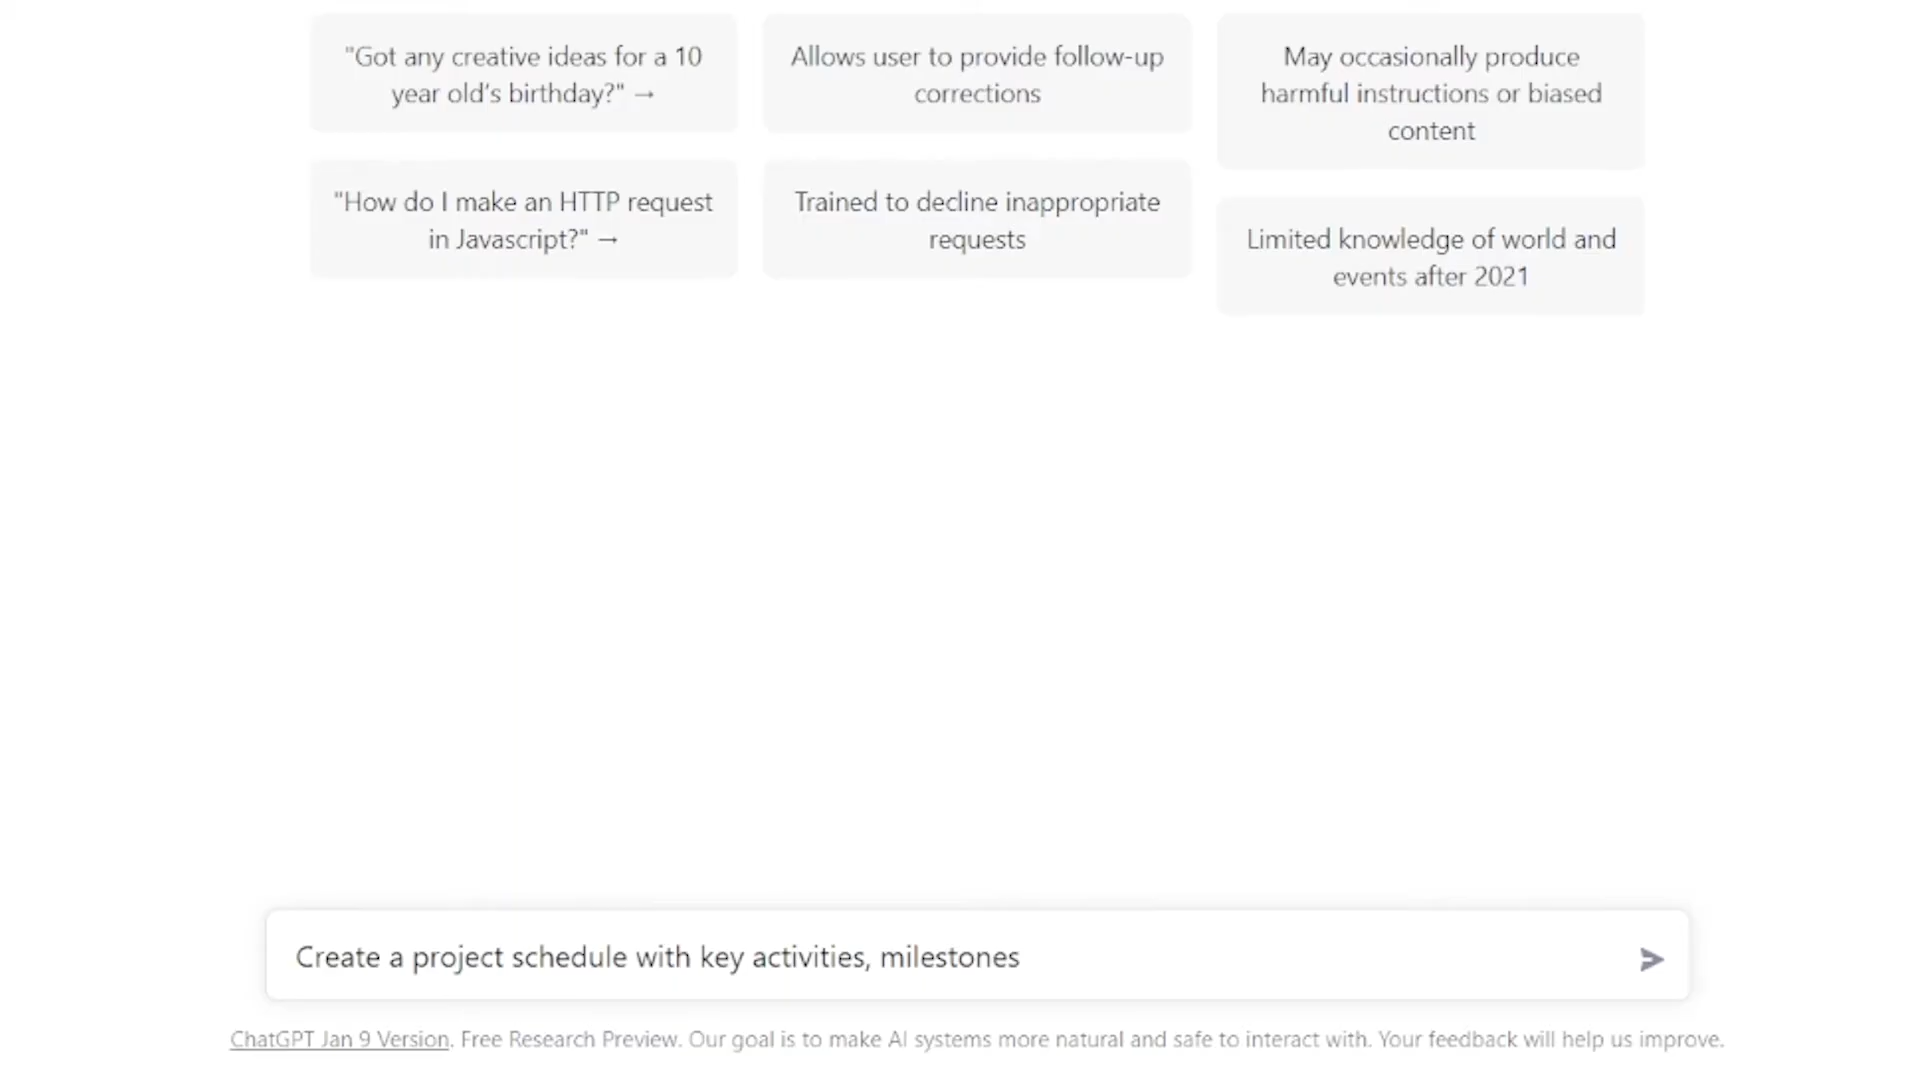 "Got any creative ideas for a 10
year old's birthday?" →
"How do I make an HTTP request
in Javascript?" →
Allows user to provide follow-up
corrections
Trained to decline inappropriate
requests
May occasionally produce
harmful instructions or biased
content
Limited knowledge of world and
events after 2021
Create a project schedule with key activities, milestones
ChatGPT Jan 9 Version. Free Research Preview. Our goal is to make AI systems more natural and safe to interact with. Your feedback will help us improve.